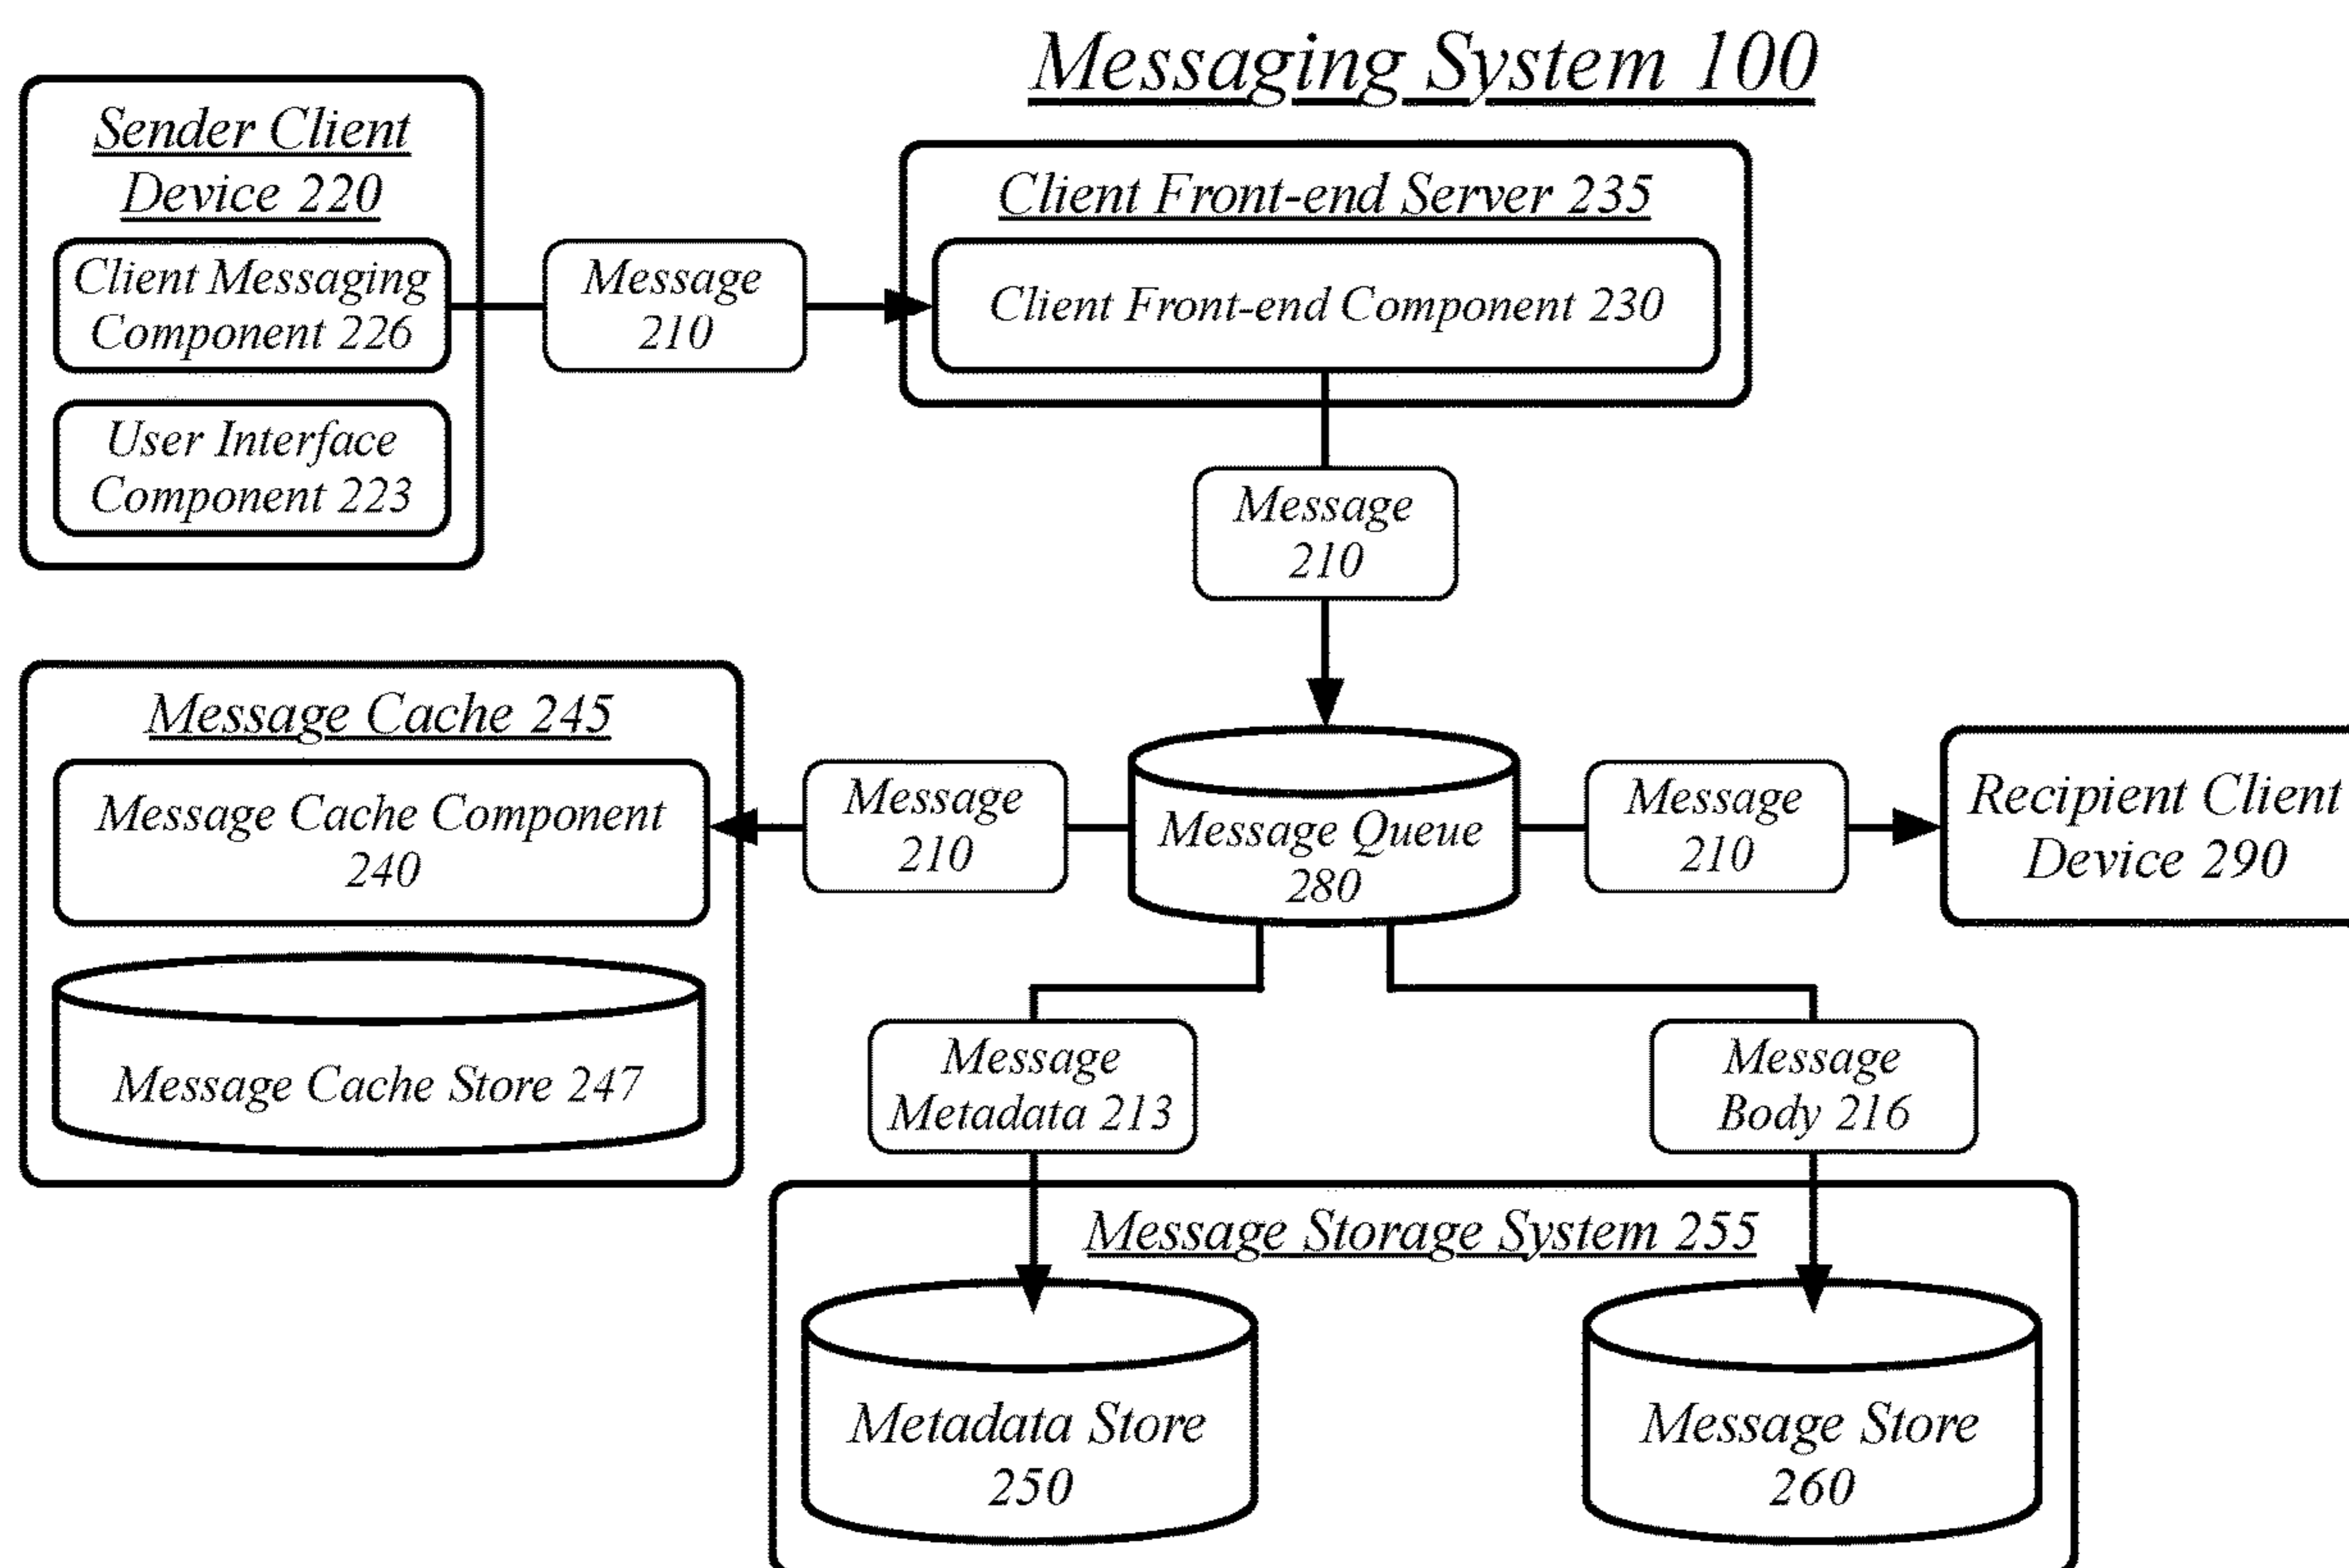 Messaging System 100
Sender Client
Device 220
Client Messaging
Component 226
User Interface
Component 223
Message
210
Client Front-end Server 235
Client Front-end Component 230
Message
210
Message Cache 245
Message Cache Component
240
Message Cache Store 247
Message
210
Message Queue
280
Message
210
Recipient Client
Device 290
Message
Metadata 213
Message
Body 216
Message Storage System 255
Metadata Store
250
Message Store
260